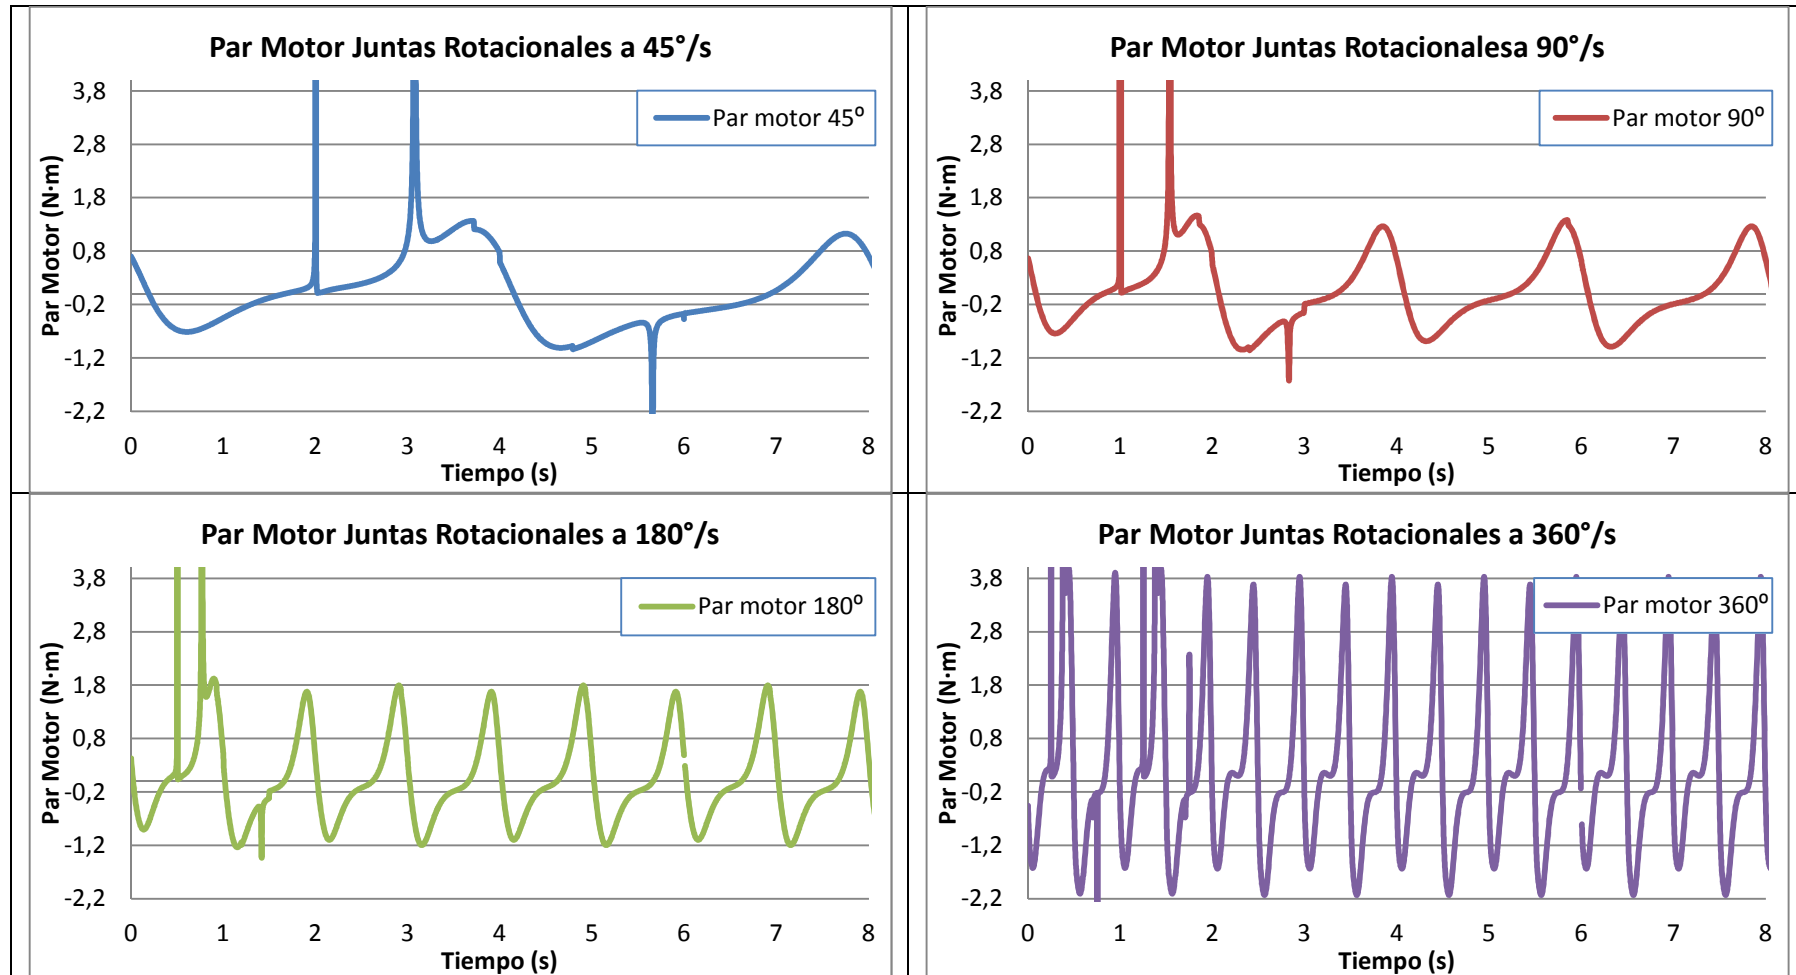 Par Motor Juntas Rotacionales a 45°/s
3,8
2,8
1,8
0,8
-0,2
-1,2
-2,2
Par Motor (N·m)
Par motor 45º
0 1 2 3 4 5 6 7 8
Tiempo (s)
Par Motor Juntas Rotacionalesa 90°/s
3,8
2,8
1,8
0,8
-0,2
-1,2
-2,2
Par Motor (N·m)
Par motor 90º
0 1 2 3 4 5 6 7 8
Tiempo (s)
Par Motor Juntas Rotacionales a 180°/s
3,8
2,8
1,8
0,8
-0,2
-1,2
-2,2
Par Motor (N·m)
Par motor 180º
0 1 2 3 4 5 6 7 8
Tiempo (s)
Par Motor Juntas Rotacionales a 360°/s
3,8
2,8
1,8
0,8
-0,2
-1,2
-2,2
Par Motor (N·m)
Par motor 360º
0 1 2 3 4 5 6 7 8
Tiempo (s)